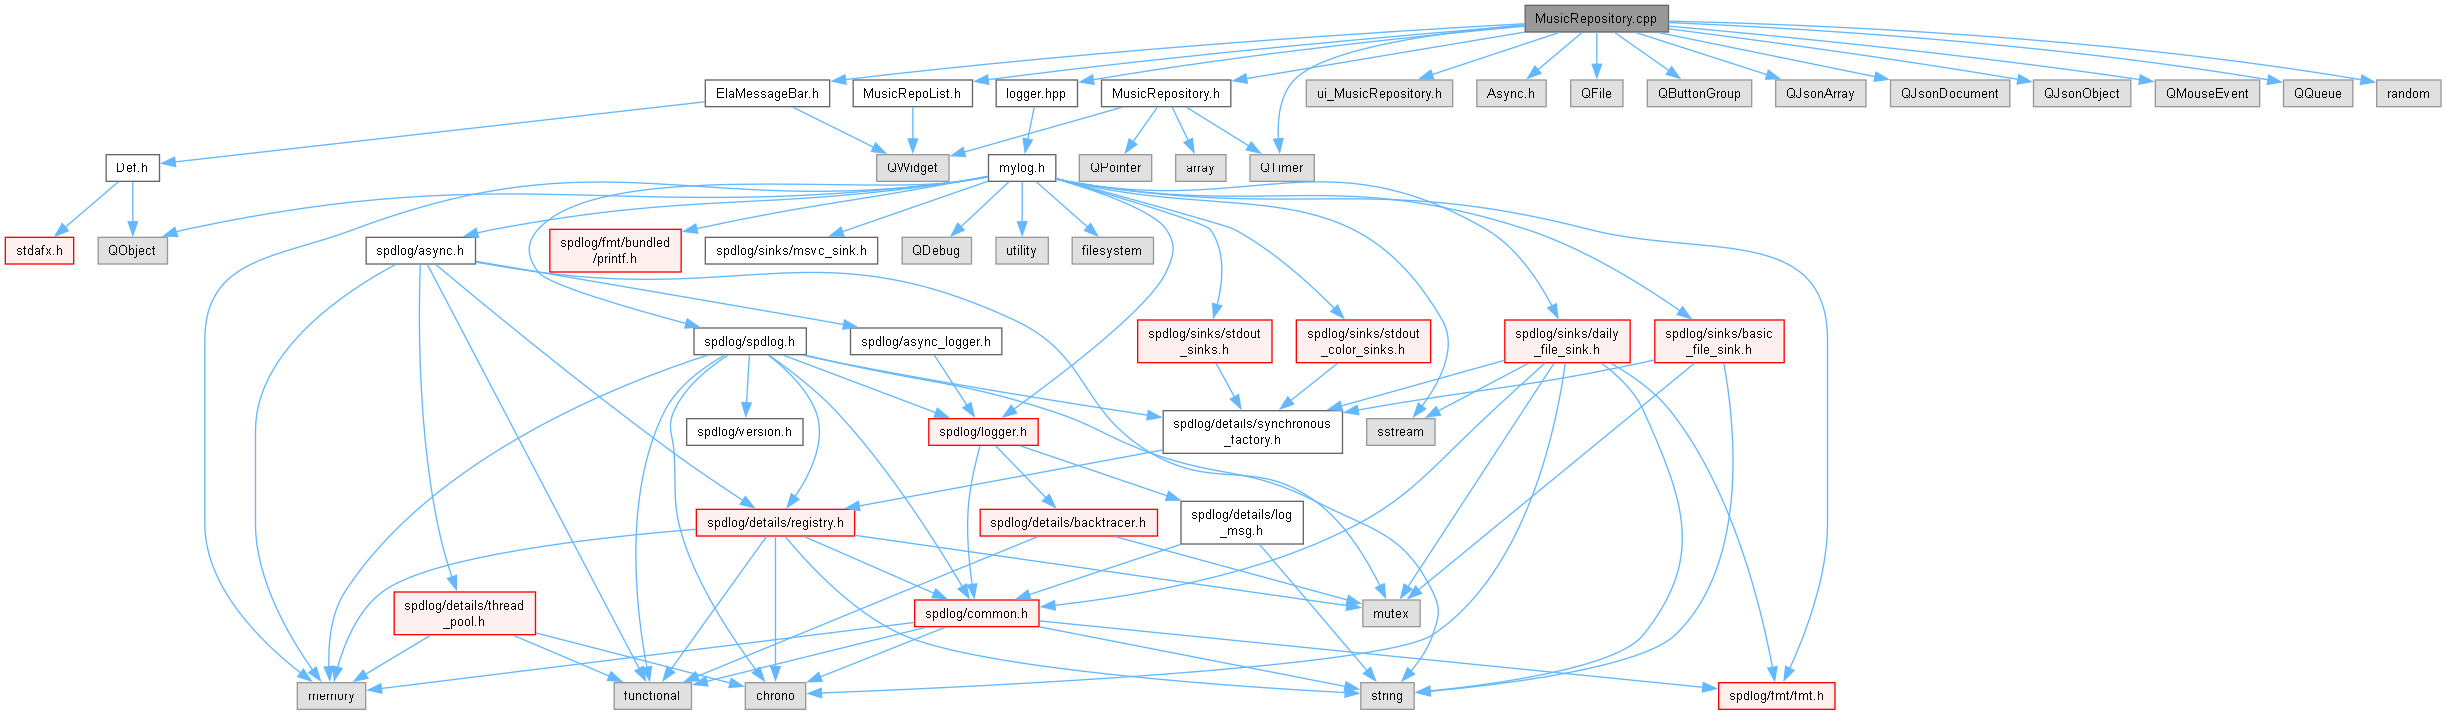 MusicRepository.cpp
ElaMessageBar.h
MusicRepoList.h
logger.hpp
MusicRepository.h
ui_MusicRepository.h
Async.h
QFile
QButtonGroup
QJsonArray
QJsonDocument
QJsonObject
QMouseEvent
QQueue
random
Def.h
QWidget
mylog.h
QPointer
array
QTimer
stdafx.h
QObject
spdlog/async.h
spdlog/fmt/bundled
/printf.h
spdlog/sinks/msvc_sink.h
QDebug
utility
filesystem
spdlog/spdlog.h
spdlog/async_logger.h
spdlog/sinks/stdout
_sinks.h
spdlog/sinks/stdout
_color_sinks.h
spdlog/sinks/daily
_file_sink.h
spdlog/sinks/basic
_file_sink.h
spdlog/version.h
spdlog/logger.h
spdlog/details/synchronous
_factory.h
sstream
spdlog/details/registry.h
spdlog/details/backtracer.h
spdlog/details/log
_msg.h
spdlog/details/thread
_pool.h
spdlog/common.h
mutex
memory
functional
chrono
string
spdlog/fmt/fmt.h